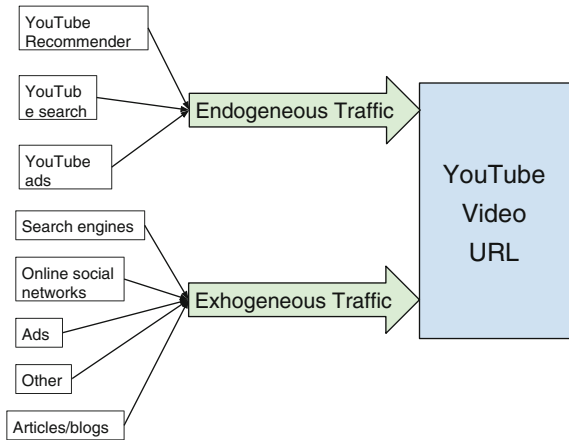 YouTube
Recommender
YouTub
e search
YouTube
ads
Endogeneous Traffic
Search engines
Online social
networks
Ads
Other
Articles/blogs
Exhogeneous Traffic
YouTube
Video
URL